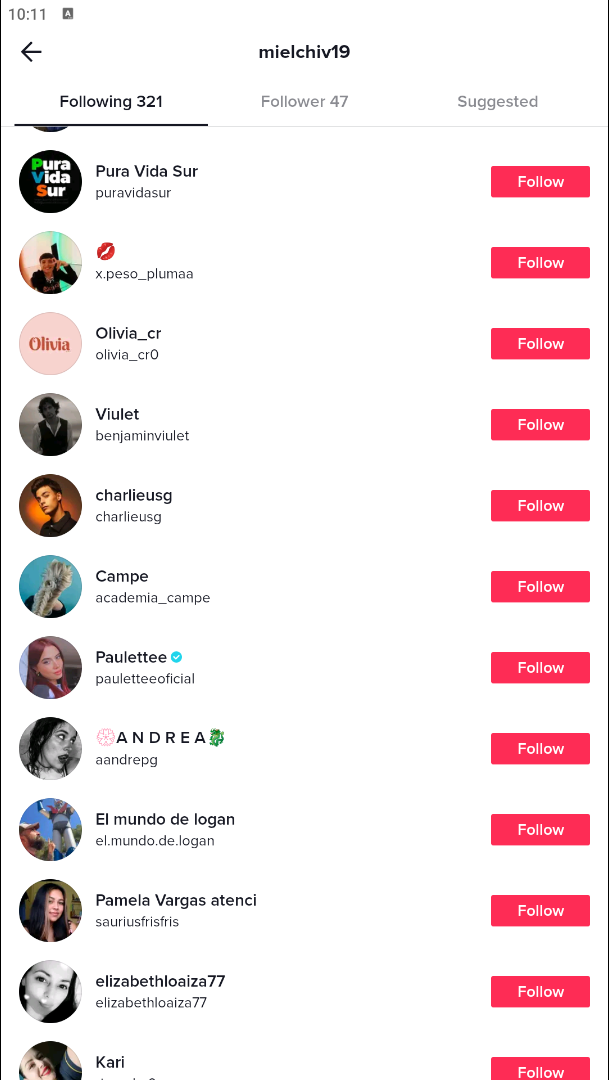 10:11 A
mielchiv19
Following 321 Follower 47 Suggested
Pura Vida Sur
Pura Vida Sur
puravidasur
Follow
💋
x.peso_plumaa
Follow
Olivia
Olivia_cr
olivia_cr0
Follow
Viulet
benjaminviulet
Follow
charlieusg
charlieusg
Follow
Campe
academia_campe
Follow
Paulettee
pauletteeoficial
Follow
💮A N D R E A🐉
aandrepg
Follow
El mundo de logan
el.mundo.de.logan
Follow
Pamela Vargas atenci
sauriusfrisfris
Follow
elizabethloaiza77
elizabethloaiza77
Follow
Kari
Follow